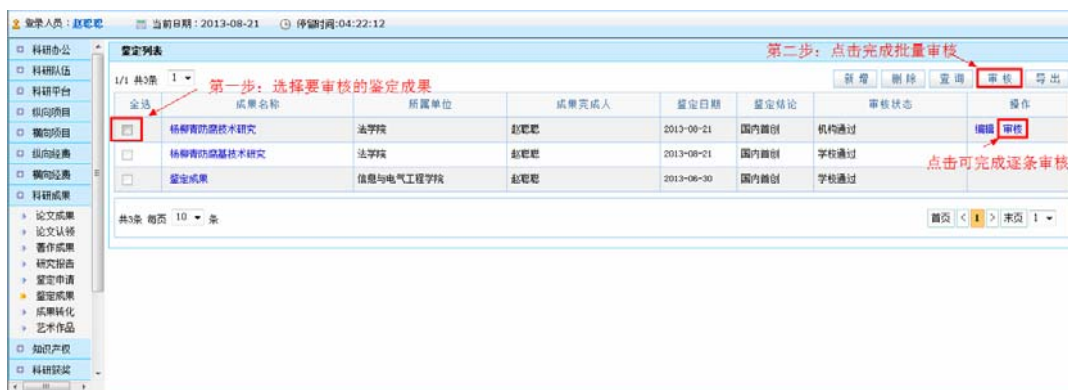 登录人员：赵聪聪 当前日期：2013-08-21 停留时间:04:22:12
科研办公
科研队伍
科研平台
纵向项目
横向项目
纵向经费
横向经费
科研成果
论文成果
论文认领
著作成果
研究报告
鉴定申请
鉴定成果
成果转化
艺术作品
知识产权
科研获奖
鉴定列表
第二步：点击完成批量审核
1/1 共3条 1
第一步：选择要审核的鉴定成果
新增 删除 查询 审核 导出
全选 成果名称 所属单位 成果完成人 鉴定日期 鉴定结论 审核状态 操作
杨柳青防腐技术研究 法学院 赵聪聪 2013-08-21 国内首创 机构通过 编辑 审核
杨柳青防腐基技术研究 法学院 赵聪聪 2013-08-21 国内首创 学校通过
点击可完成逐条审核
鉴定成果 信息与电气工程学院 赵聪聪 2013-06-30 国内首创 学校通过
共3条 每页 10 条
首页 < 1 > 末页 1